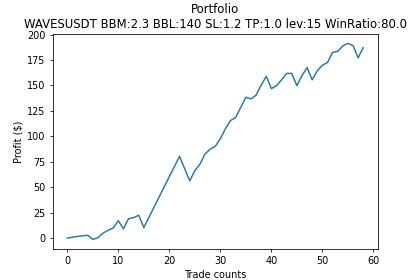 Portfolio
WAVESUSDT BBM:2.3 BBL:140 SL:1.2 TP:1.0 lev:15 WinRatio:80.0
200
175
150
125
100
75
50
25
0
Profit ($)
0 10 20 30 40 50 60
Trade counts